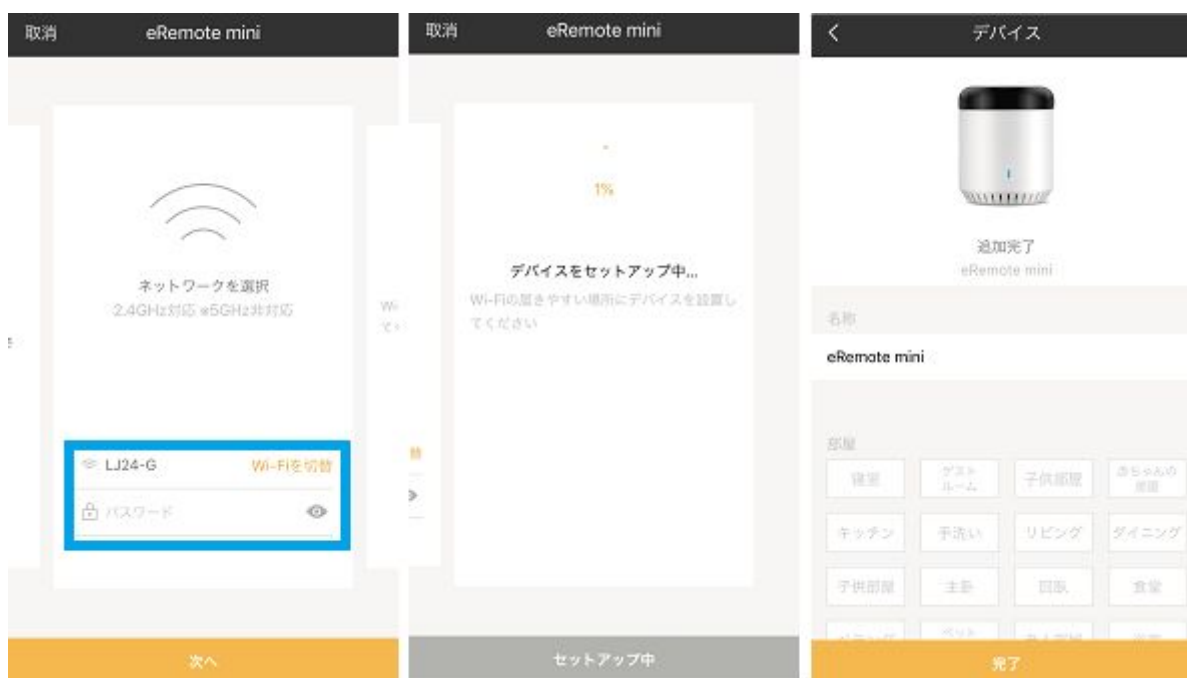 取消
eRemote mini
ネットワークを選択
2.4GHz対応 ※5GHz非対応
LJ24-G
Wi-Fiを切替
パスワード
次へ
取消
eRemote mini
1%
デバイスをセットアップ中...
Wi-Fiの届きやすい場所にデバイスを設置し
てください
セットアップ中
デバイス
追加完了
eRemote mini
名称
eRemote mini
部屋
寝室
ゲスト
ルーム
子供部屋
赤ちゃんの
部屋
キッチン
手洗い
リビング
ダイニング
子供部屋
主臥
回臥
食堂
完了